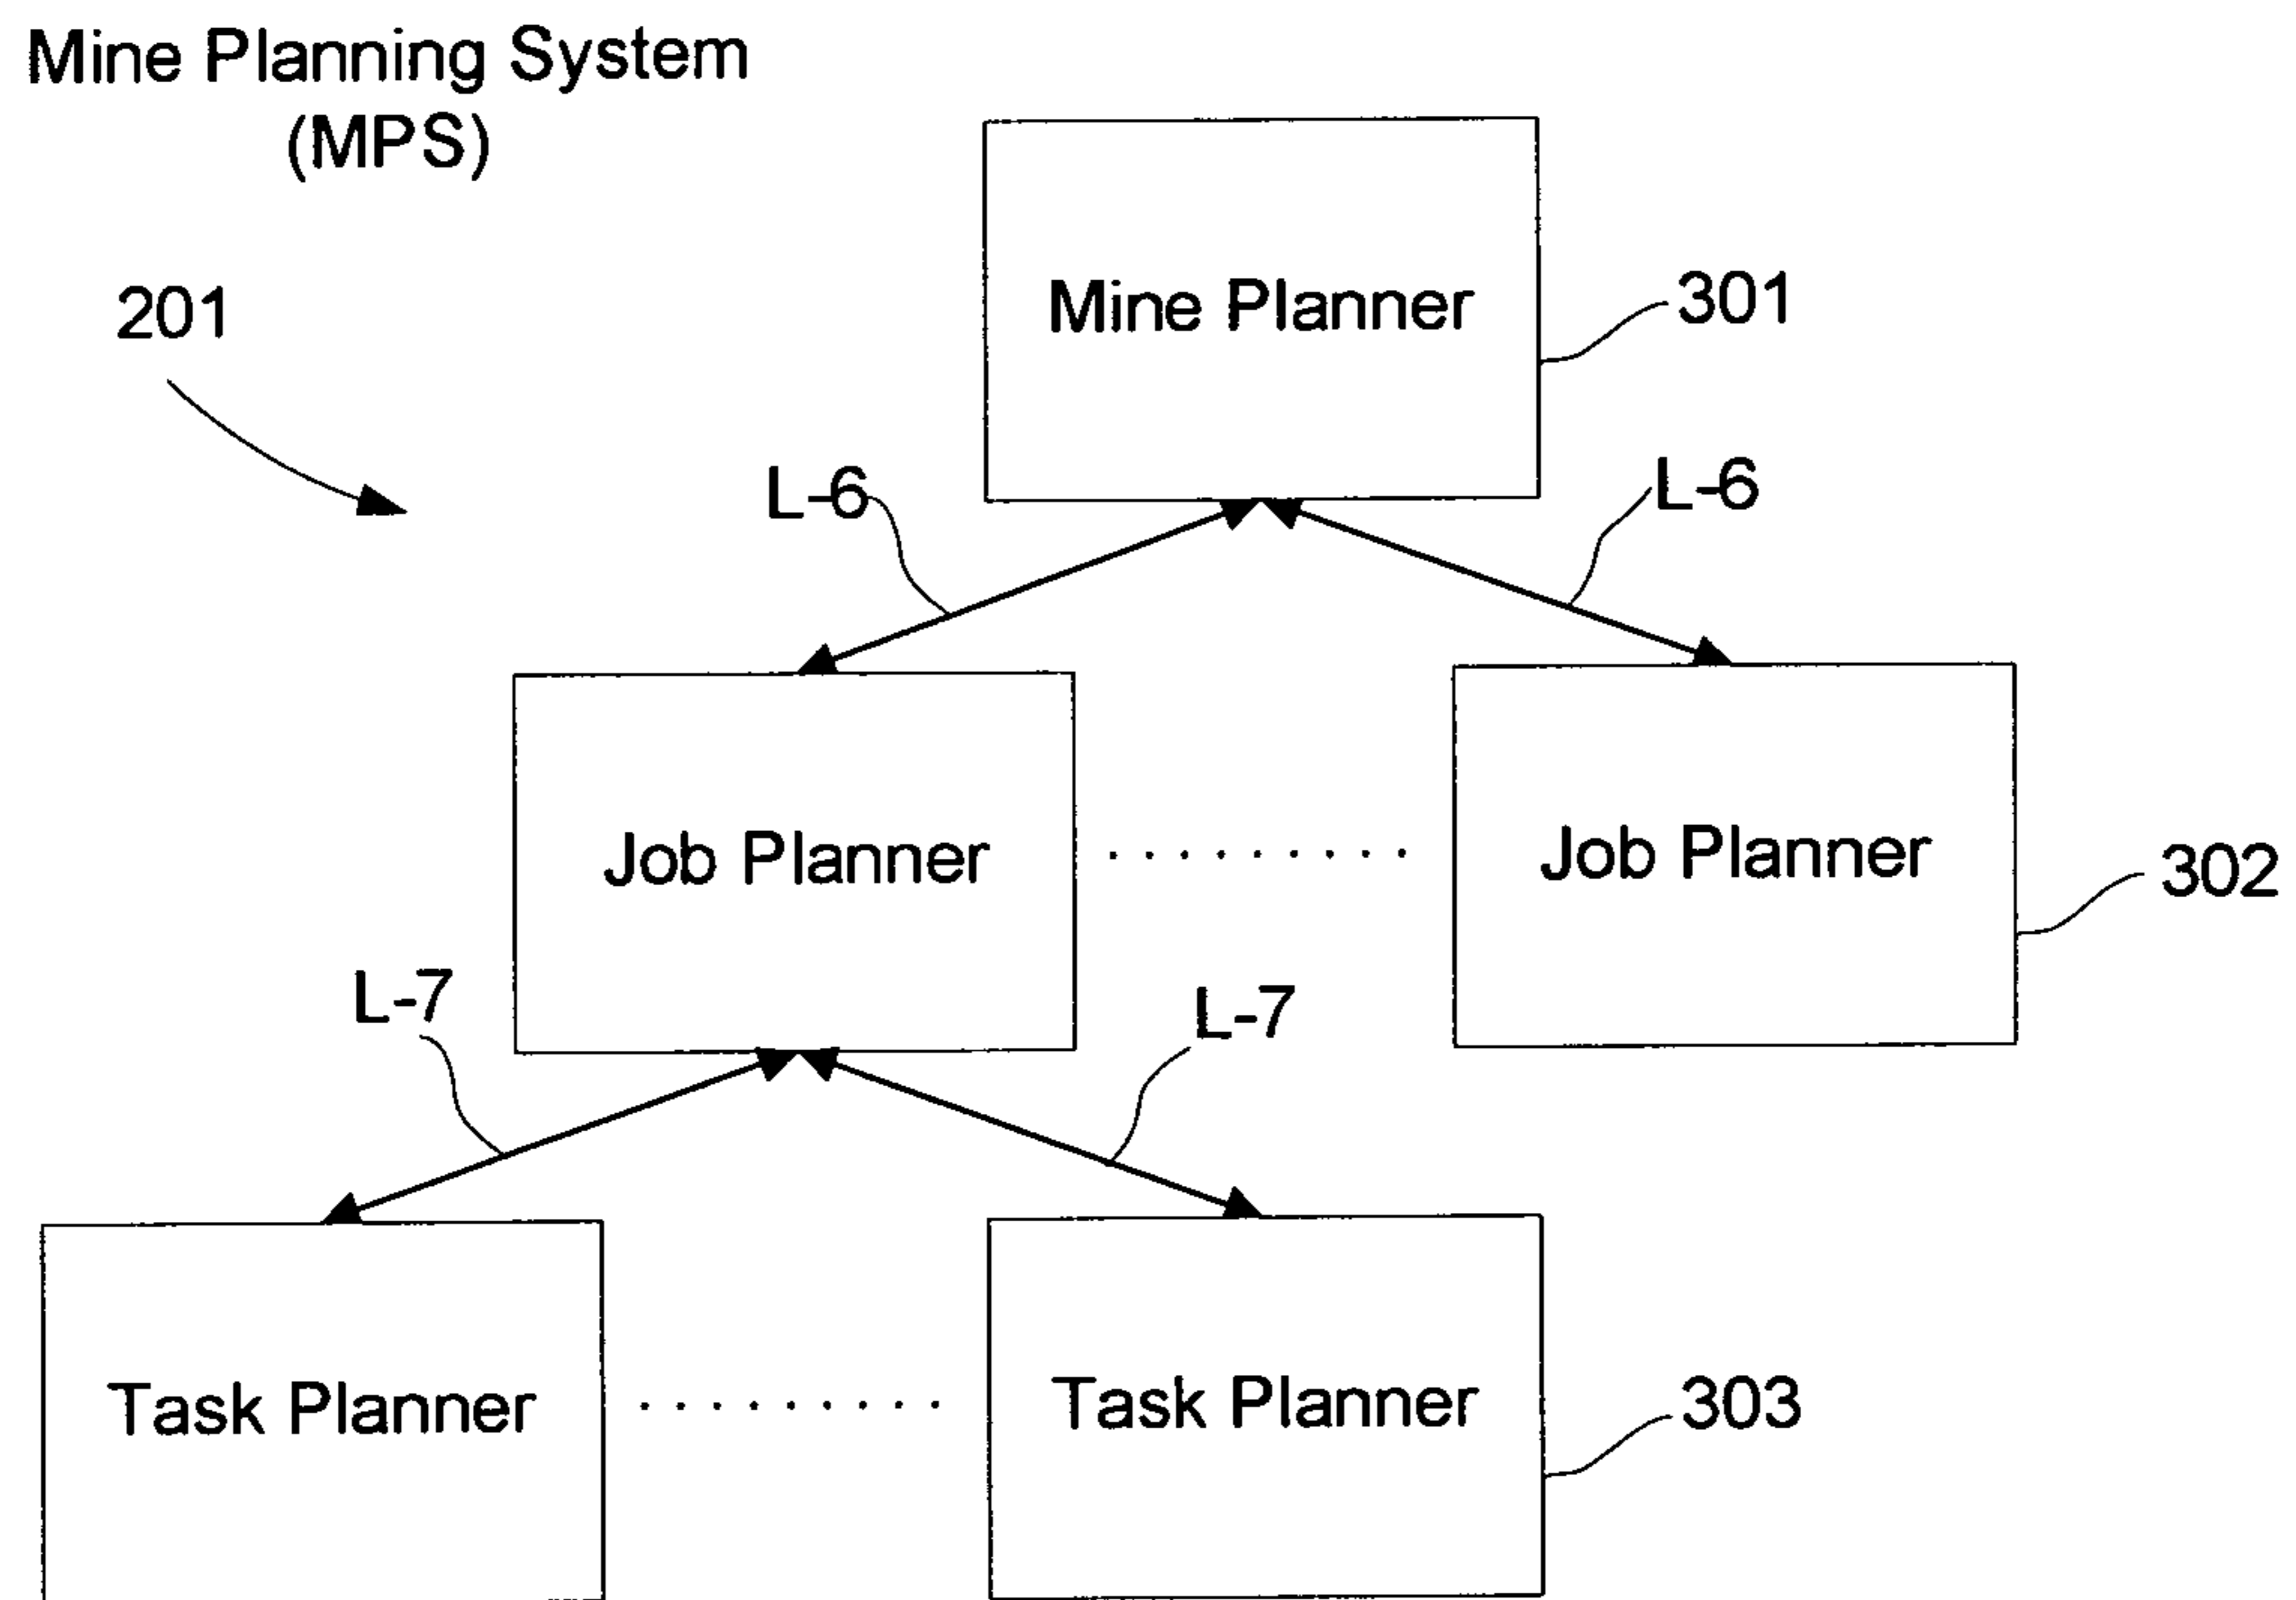 Mine Planning System
(MPS)
201
Mine Planner
301
L-6
L-6
Job Planner
Job Planner
302
L-7
L-7
Task Planner
Task Planner
303